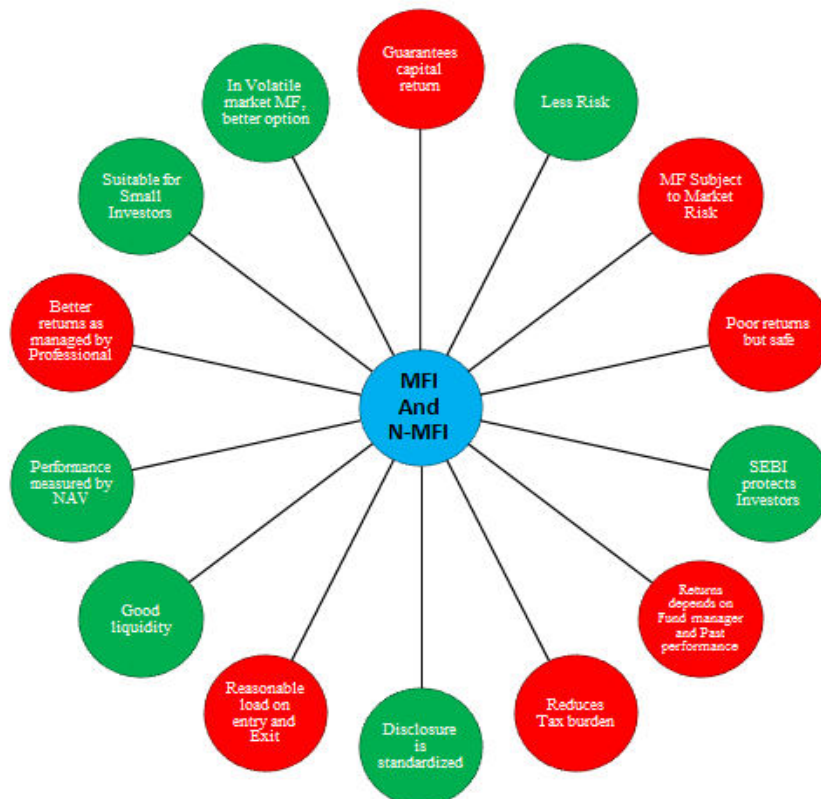 Guarantees
capital
return
Less Risk
MF Subject
to Market
Risk
Poor returns
but safe
SEBI
protects
Investors
Returns
depends on
Fund manager
and Past
performance
Reduces
Tax burden
Disclosure
is
standardized
Reasonable
load on
entry and
Exit
Good
liquidity
Performance
measured by
NAV
Better
returns as
managed by
Professional
Suitable for
Small
Investors
In Volatile
market MF,
better option
MFI
And
N-MFI